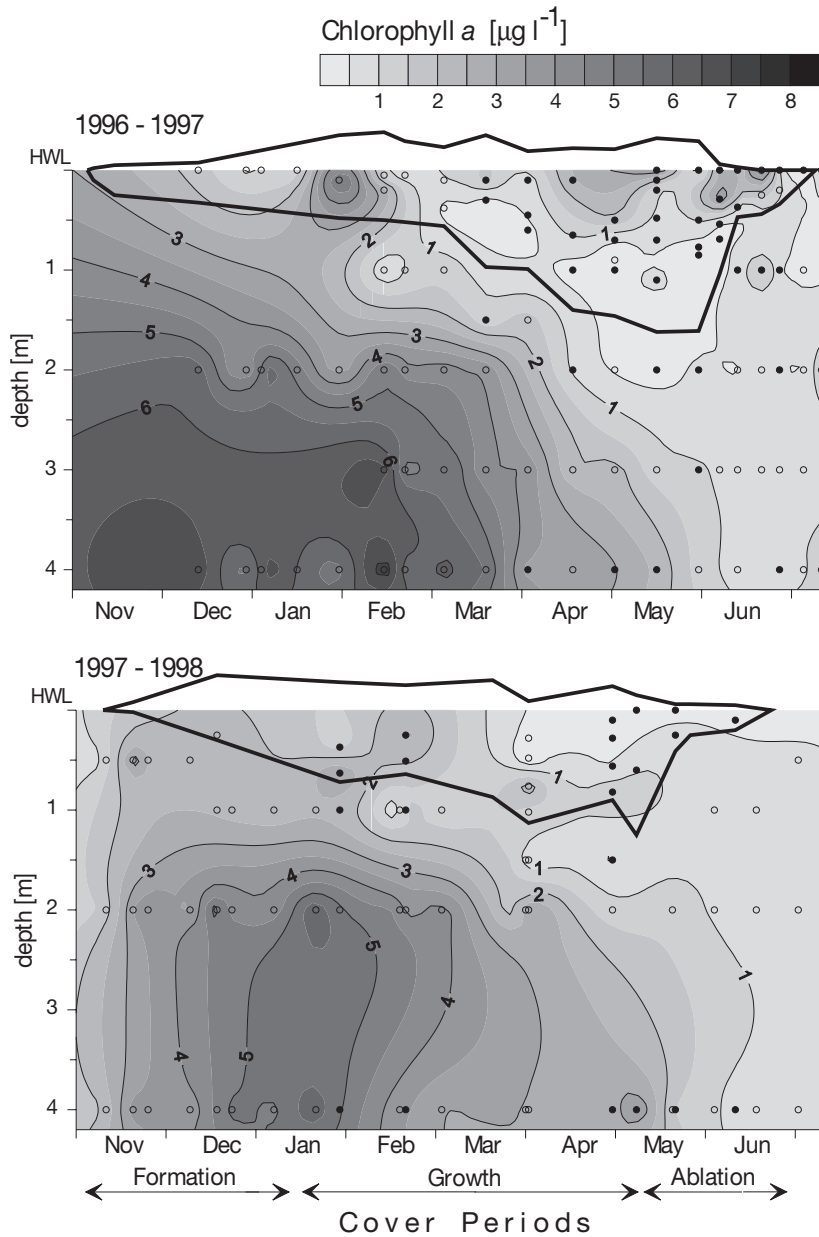 Chlorophyll a [µg l-1]
1 2 3 4 5 6 7 8
1996 - 1997
HWL
3
2
1
1
4
3
5
4
2
5
1
6
6
1
2
3
4
depth [m]
Nov Dec Jan Feb Mar Apr May Jun
1997 - 1998
HWL
2
1
3
4
3
1
2
5
4
1
4
5
1
2
3
4
depth [m]
Nov Dec Jan Feb Mar Apr May Jun
Formation Growth Ablation
Cover Periods